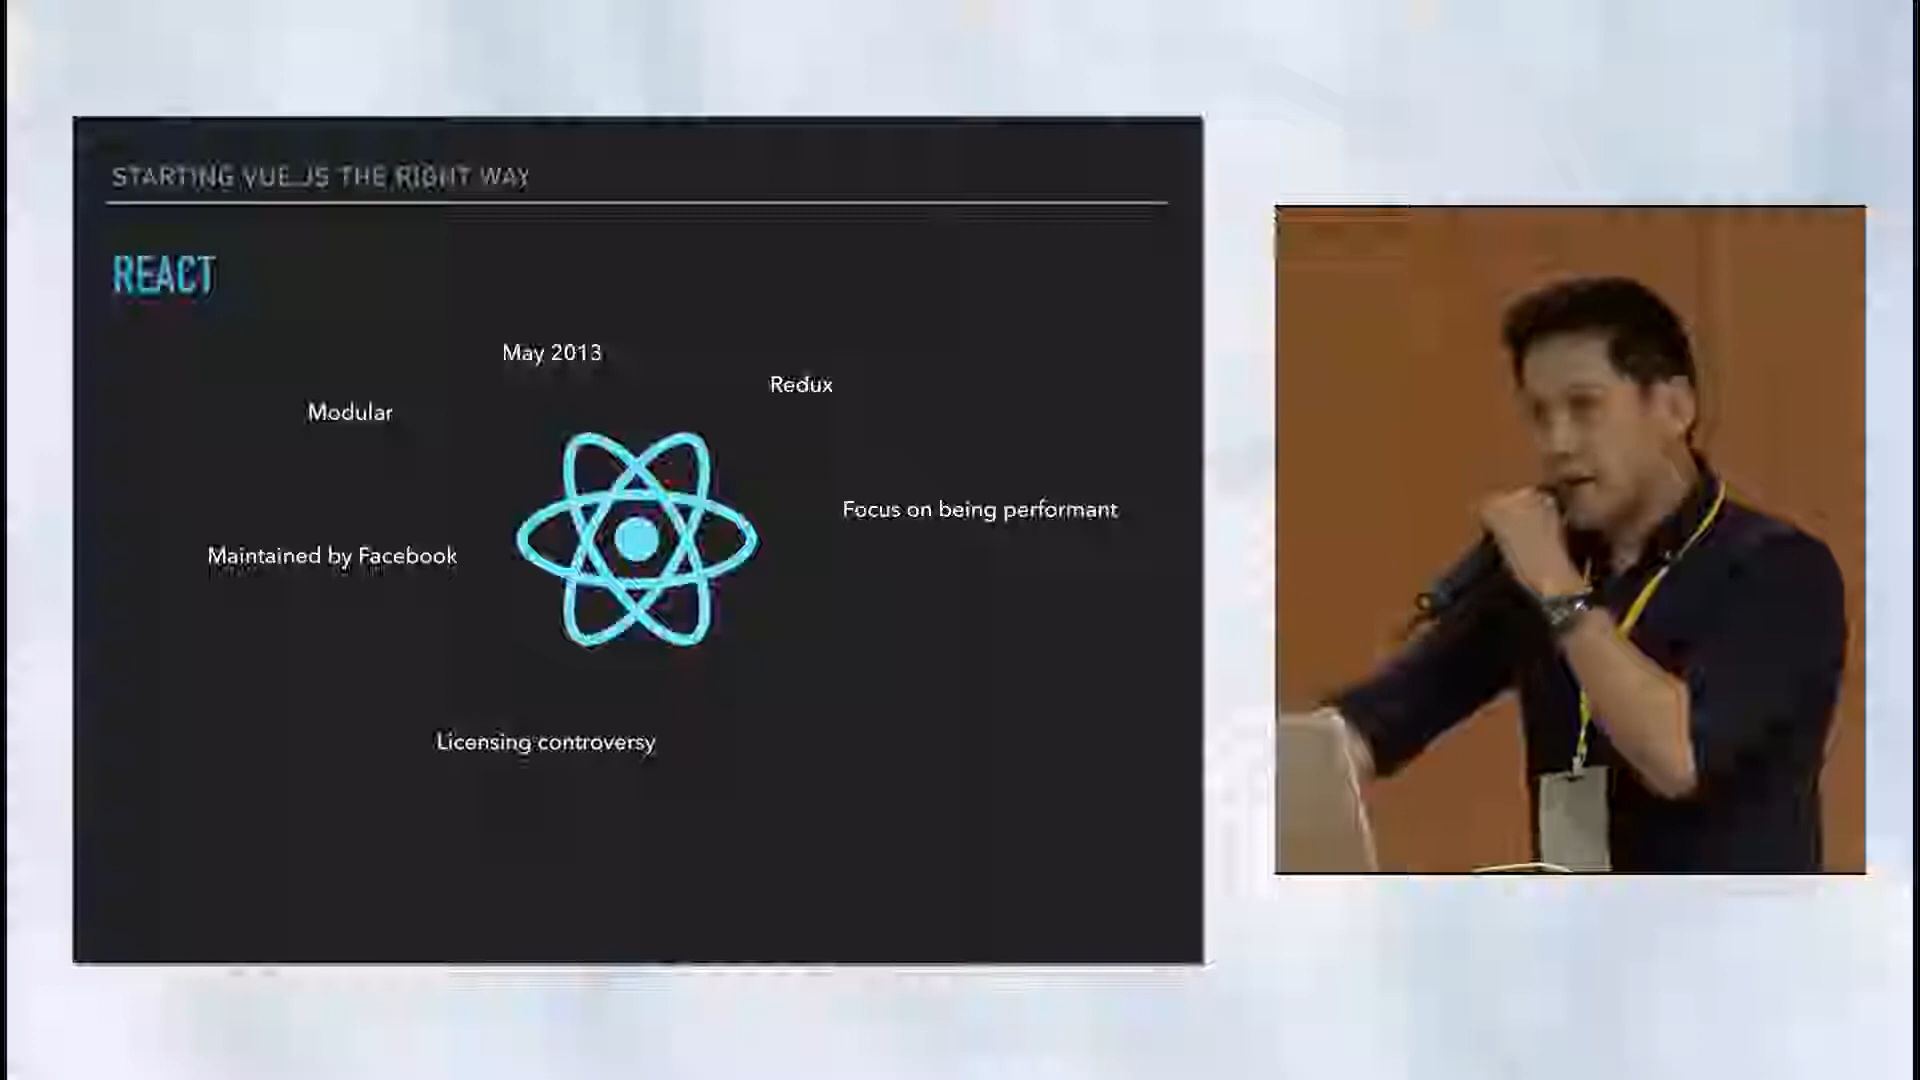 STARTING VUE.JS THE RIGHT WAY
REACT
May 2013
Redux
Modular
Focus on being performant
Maintained by Facebook
Licensing controversy